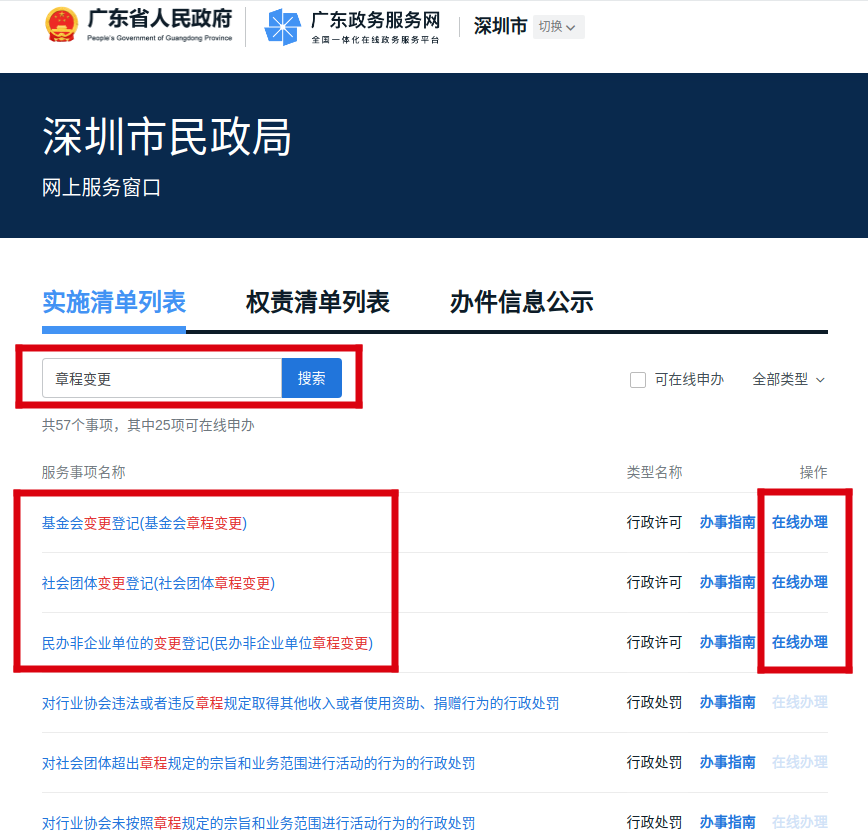 广东省人民政府
People's Government of Guangdong Province
广东政务服务网
全国一体化在线政务服务平台
深圳市 切换
深圳市民政局
网上服务窗口
实施清单列表 权责清单列表 办件信息公示
章程变更 搜索 可在线申办 全部类型
共57个事项，其中25项可在线申办
服务事项名称 类型名称 操作
基金会变更登记(基金会章程变更) 行政许可 办事指南 在线办理
社会团体变更登记(社会团体章程变更) 行政许可 办事指南 在线办理
民办非企业单位的变更登记(民办非企业单位章程变更) 行政许可 办事指南 在线办理
对行业协会违法或者违反章程规定取得其他收入或者使用资助、捐赠行为的行政处罚 行政处罚 办事指南 在线办理
对社会团体超出章程规定的宗旨和业务范围进行活动的行为的行政处罚 行政处罚 办事指南 在线办理
对行业协会未按照章程规定的宗旨和业务范围进行活动行为的行政处罚 行政处罚 办事指南 在线办理